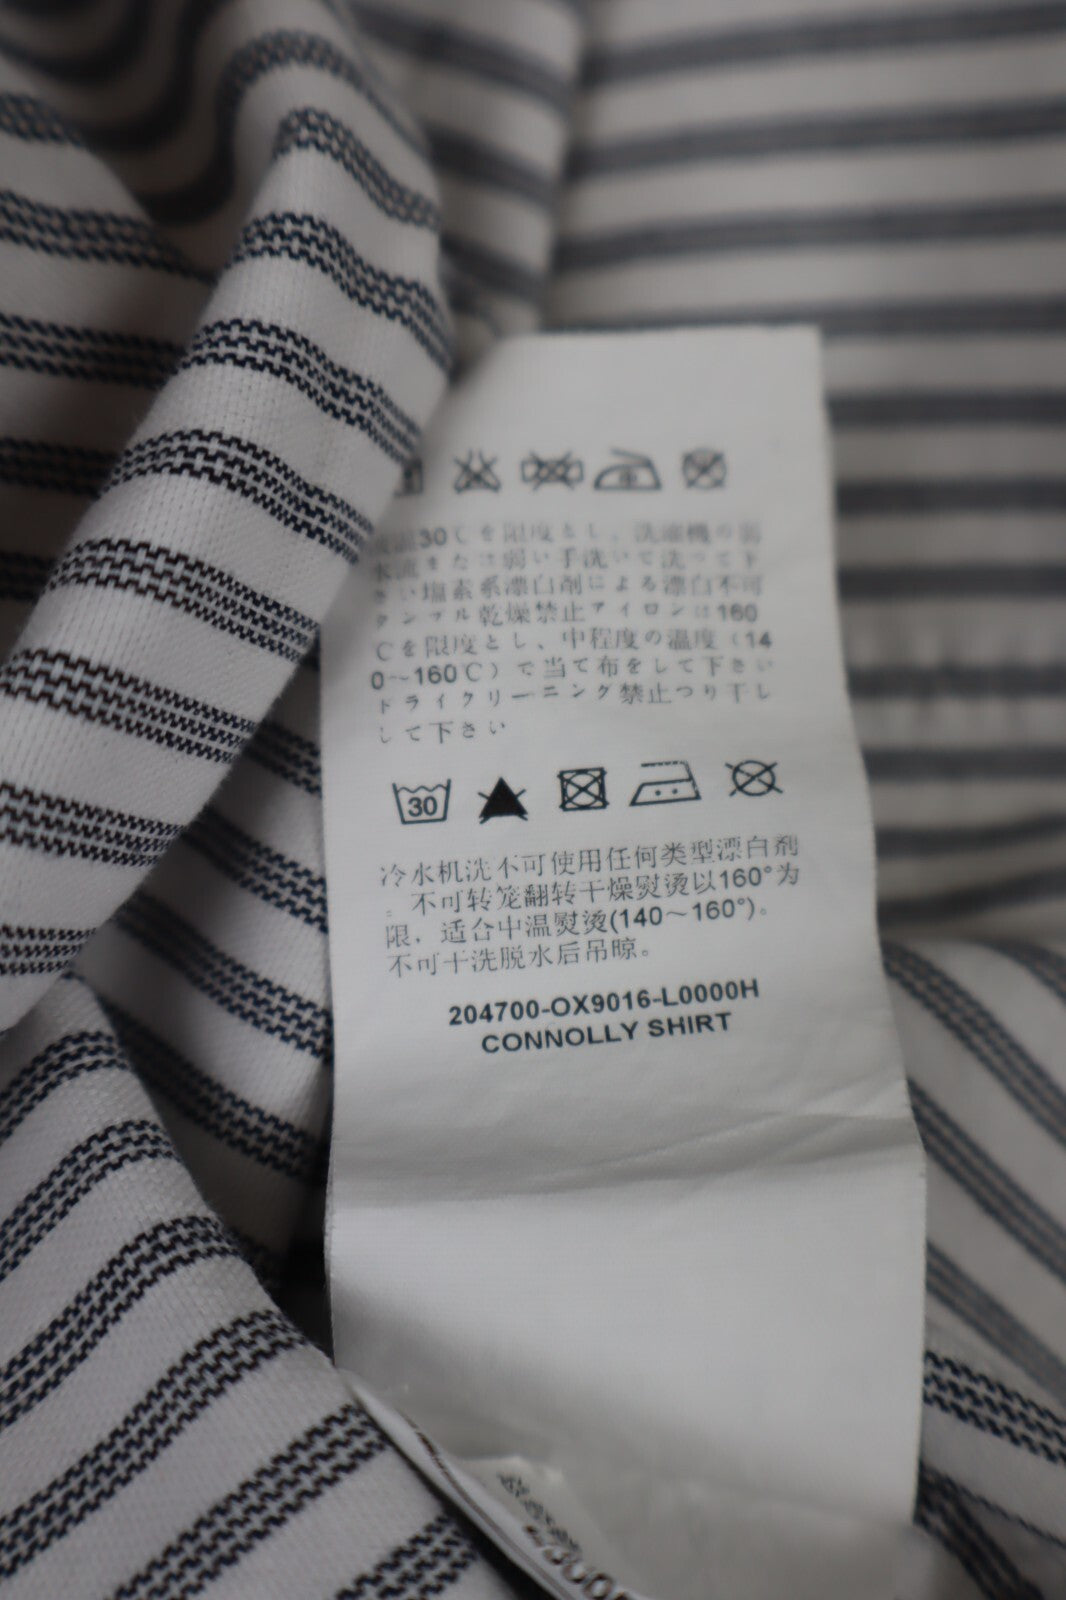 30℃を限度とし、洗濯機の弱
水流または弱い手洗いで洗って下
さい塩素系漂白剤による漂白不可
タンブル乾燥禁止アイロンは160
℃を限度とし、中程度の温度（14
0～160℃）で当て布をして下さい
ドライクリーニング禁止つり干し
して下さい
30
冷水机洗不可使用任何类型漂白剂
。不可转笼翻转干燥熨烫以160°为
限，适合中温熨烫(140～160°)。
不可干洗脱水后吊晾。
204700-OX9016-L0000H
CONNOLLY SHIRT